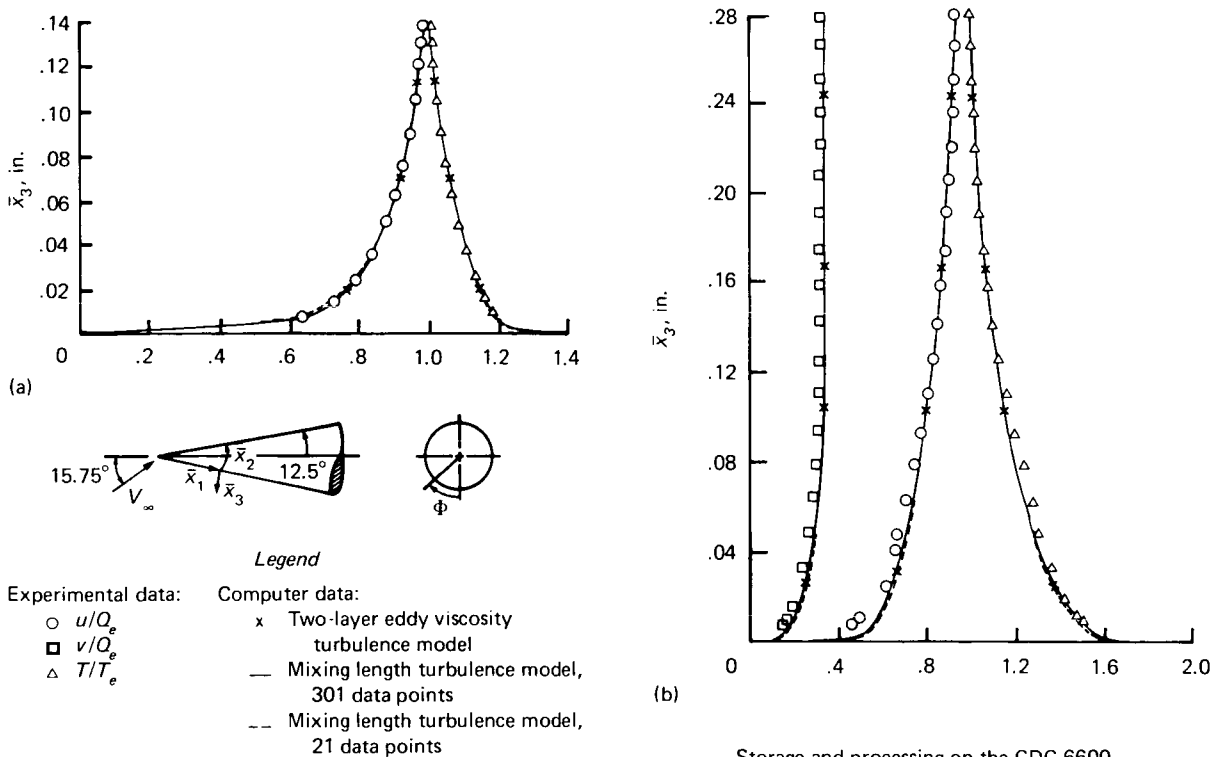 .14
.12
.10
.08
.06
.04
.02
x̄₃, in.
0 .2 .4 .6 .8 1.0 1.2 1.4
(a)
15.75°
V∞
x̄₁
x̄₂
x̄₃
12.5°
Φ
Legend
Experimental data:
○ u/Qₑ
□ v/Qₑ
△ T/Tₑ
Computer data:
x Two-layer eddy viscosity
turbulence model
— Mixing length turbulence model,
301 data points
-- Mixing length turbulence model,
21 data points
.28
.24
.20
.16
.12
.08
.04
x̄₃, in.
0 .4 .8 1.2 1.6 2.0
(b)
Storage and processing on the CDC 6600